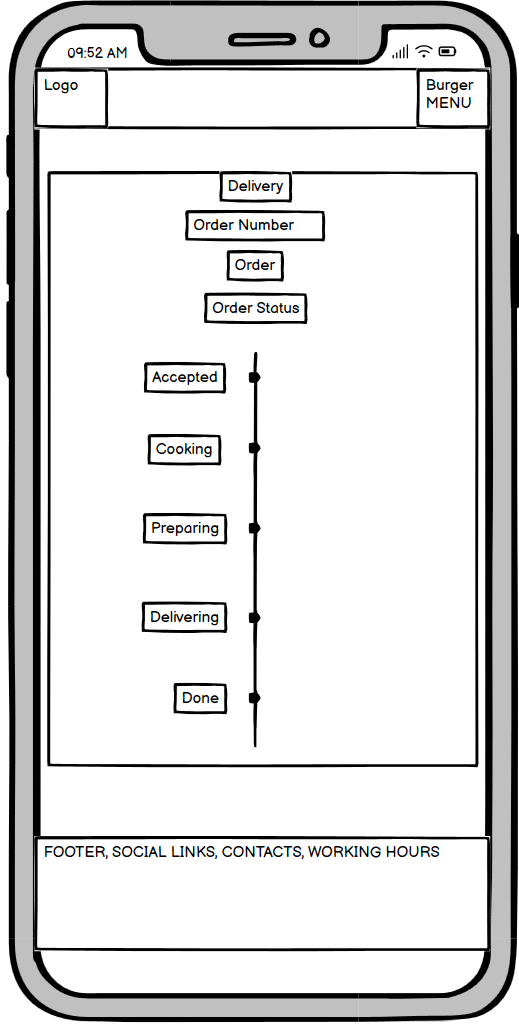 09:52 AM
Logo
Burger
MENU
Delivery
Order Number
Order
Order Status
Accepted
Cooking
Preparing
Delivering
Done
FOOTER, SOCIAL LINKS, CONTACTS, WORKING HOURS